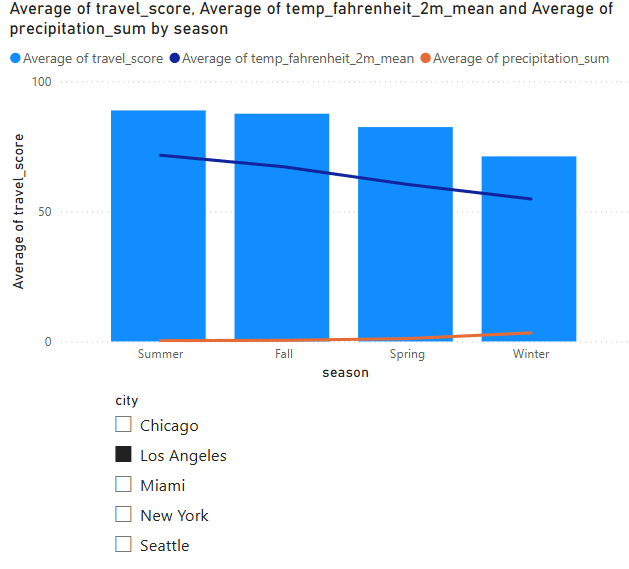 Average of travel_score, Average of temp_fahrenheit_2m_mean and Average of
precipitation_sum by season
Average of travel_score Average of temp_fahrenheit_2m_mean Average of precipitation_sum
100
50
0
Average of travel_score
Summer Fall Spring Winter
season
city
Chicago
Los Angeles
Miami
New York
Seattle